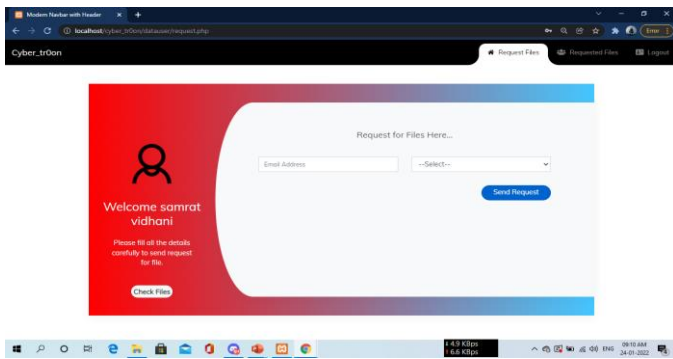 Modern Navbar with Header
localhost/cyber_tr0on/datauser/request.php
Error
Cyber_tr0on
Request Files
Requested Files
Logout
Request for Files Here...
Email Address
--Select--
Send Request
Welcome samrat
vidhani
Please fill all the details
carefully to send request
for file.
Check Files
4.9 KBps
6.6 KBps
ENG
09:10 AM
24-01-2022